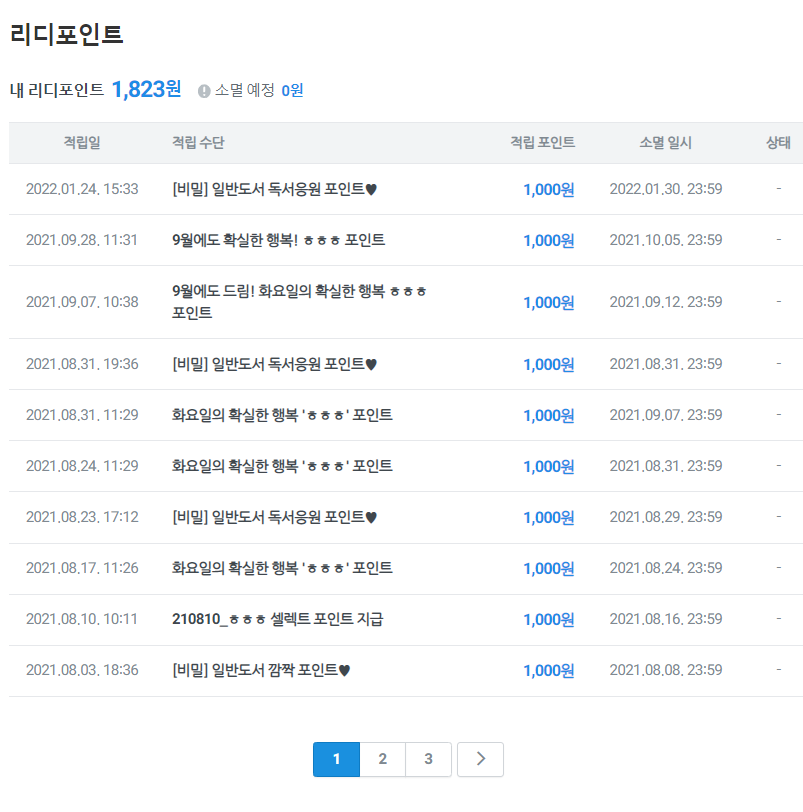 리디포인트
내 리디포인트 1,823원 소멸 예정 0원
적립일 적립 수단 적립 포인트 소멸 일시 상태
2022.01.24. 15:33 [비밀] 일반도서 독서응원 포인트♥ 1,000원 2022.01.30. 23:59 -
2021.09.28. 11:31 9월에도 확실한 행복! ㅎㅎㅎ 포인트 1,000원 2021.10.05. 23:59 -
2021.09.07. 10:38 9월에도 드림! 화요일의 확실한 행복 ㅎㅎㅎ
포인트 1,000원 2021.09.12. 23:59 -
2021.08.31. 19:36 [비밀] 일반도서 독서응원 포인트♥ 1,000원 2021.08.31. 23:59 -
2021.08.31. 11:29 화요일의 확실한 행복 'ㅎㅎㅎ' 포인트 1,000원 2021.09.07. 23:59 -
2021.08.24. 11:29 화요일의 확실한 행복 'ㅎㅎㅎ' 포인트 1,000원 2021.08.31. 23:59 -
2021.08.23. 17:12 [비밀] 일반도서 독서응원 포인트♥ 1,000원 2021.08.29. 23:59 -
2021.08.17. 11:26 화요일의 확실한 행복 'ㅎㅎㅎ' 포인트 1,000원 2021.08.24. 23:59 -
2021.08.10. 10:11 210810_ㅎㅎㅎ 셀렉트 포인트 지급 1,000원 2021.08.16. 23:59 -
2021.08.03. 18:36 [비밀] 일반도서 깜짝 포인트♥ 1,000원 2021.08.08. 23:59 -
1 2 3 >